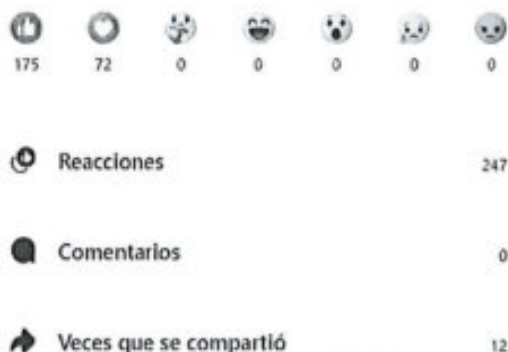 175 72 0 0 0 0 0
Reacciones 247
Comentarios 0
Veces que se compartió 12